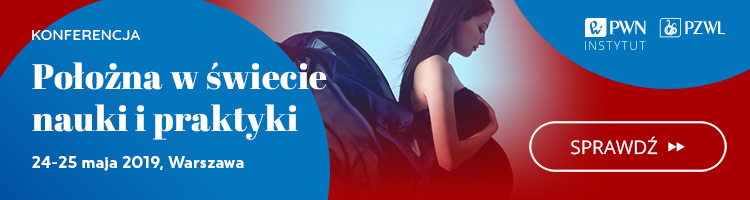 KONFERENCJA
Położna w świecie
nauki i praktyki
24-25 maja 2019, Warszawa
PWN
INSTYTUT
PZWL
SPRAWDŹ